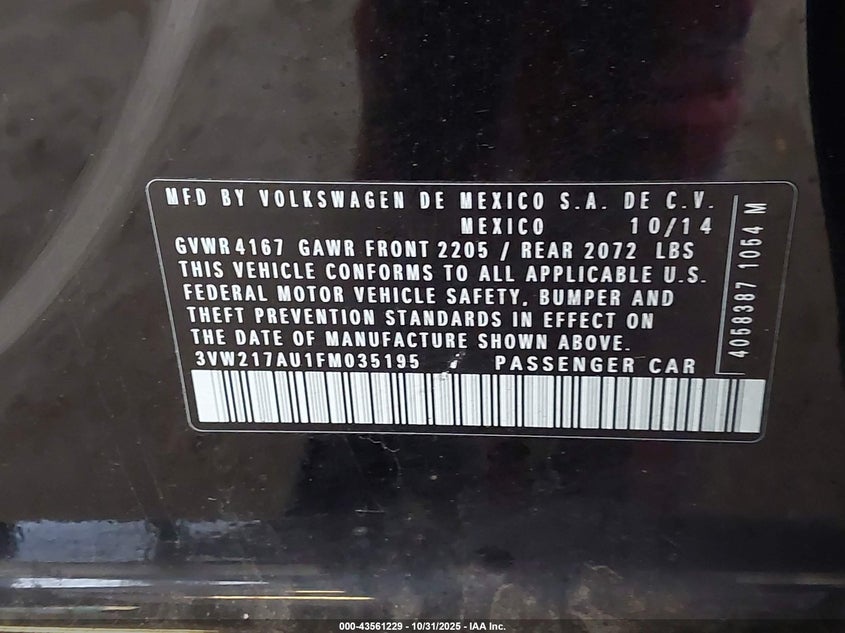 MFD BY VOLKSWAGEN DE MEXICO S.A. DE C.V.
MEXICO 10/14
GVWR 4167 GAWR FRONT 2205 / REAR 2072 LBS
THIS VEHICLE CONFORMS TO ALL APPLICABLE U.S.
FEDERAL MOTOR VEHICLE SAFETY, BUMPER AND
THEFT PREVENTION STANDARDS IN EFFECT ON
THE DATE OF MANUFACTURE SHOWN ABOVE.
3VW217AU1FM035195 PASSENGER CAR
4058387 1054 M
000-43561229 - 10/31/2025 - IAA Inc.